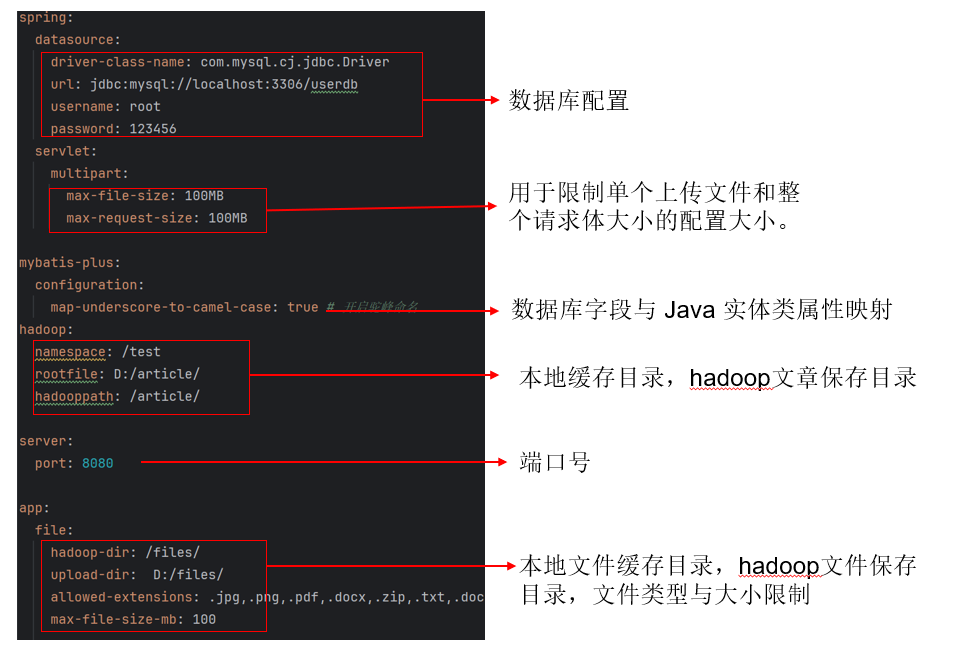 spring:
datasource:
driver-class-name: com.mysql.cj.jdbc.Driver
url: jdbc:mysql://localhost:3306/userdb
username: root
password: 123456
数据库配置
servlet:
multipart:
max-file-size: 100MB
max-request-size: 100MB
用于限制单个上传文件和整
个请求体大小的配置大小。
mybatis-plus:
configuration:
map-underscore-to-camel-case: true # 开启驼峰命名
数据库字段与 Java 实体类属性映射
hadoop:
namespace: /test
rootfile: D:/article/
hadooppath: /article/
本地缓存目录，hadoop文章保存目录
server:
port: 8080
端口号
app:
file:
hadoop-dir: /files/
upload-dir: D:/files/
allowed-extensions: .jpg,.png,.pdf,.docx,.zip,.txt,.doc
max-file-size-mb: 100
本地文件缓存目录，hadoop文件保存
目录，文件类型与大小限制